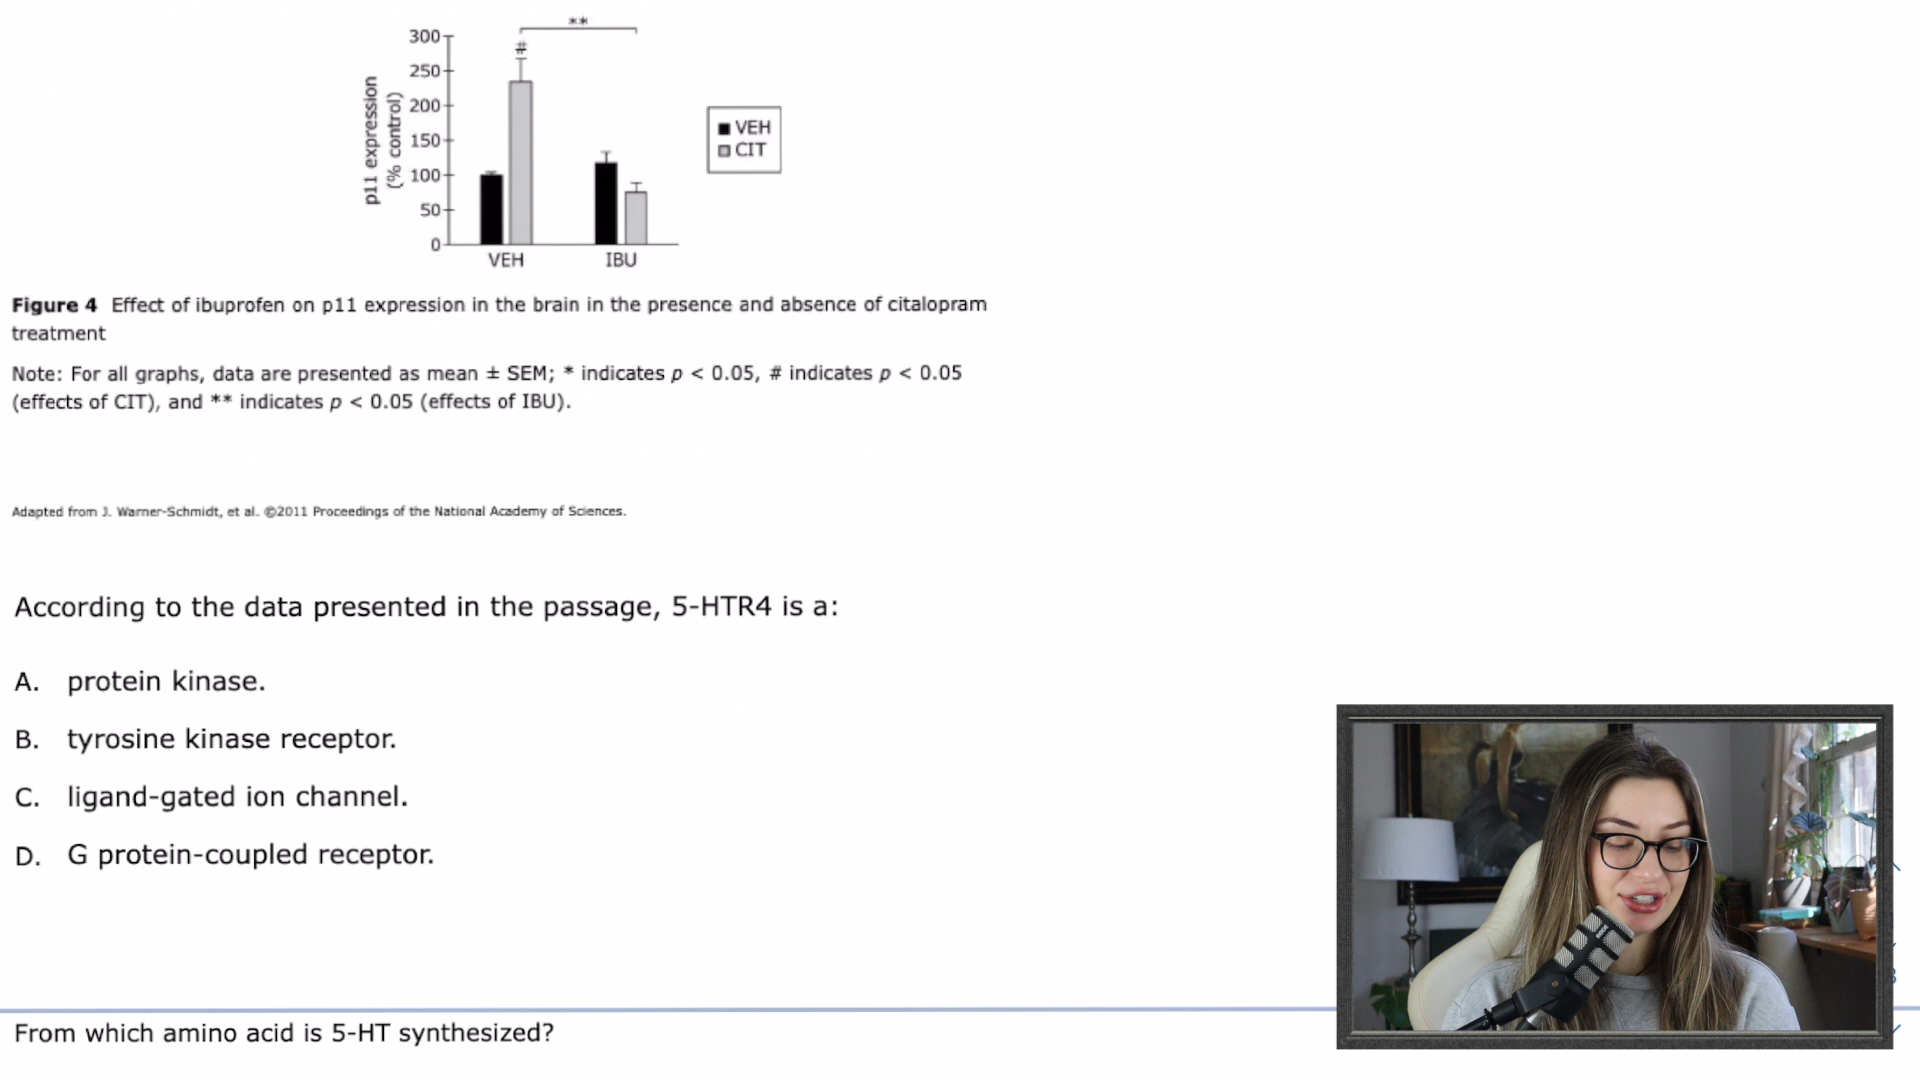 **
300
#
250
200
150
100
50
0
p11 expression
(% control)
VEH
IBU
VEH
CIT
Figure 4 Effect of ibuprofen on p11 expression in the brain in the presence and absence of citalopram
treatment
Note: For all graphs, data are presented as mean ± SEM; * indicates p < 0.05, # indicates p < 0.05
(effects of CIT), and ** indicates p < 0.05 (effects of IBU).
Adapted from J. Warner-Schmidt, et al. ©2011 Proceedings of the National Academy of Sciences.
According to the data presented in the passage, 5-HTR4 is a:
A. protein kinase.
B. tyrosine kinase receptor.
C. ligand-gated ion channel.
D. G protein-coupled receptor.
From which amino acid is 5-HT synthesized?